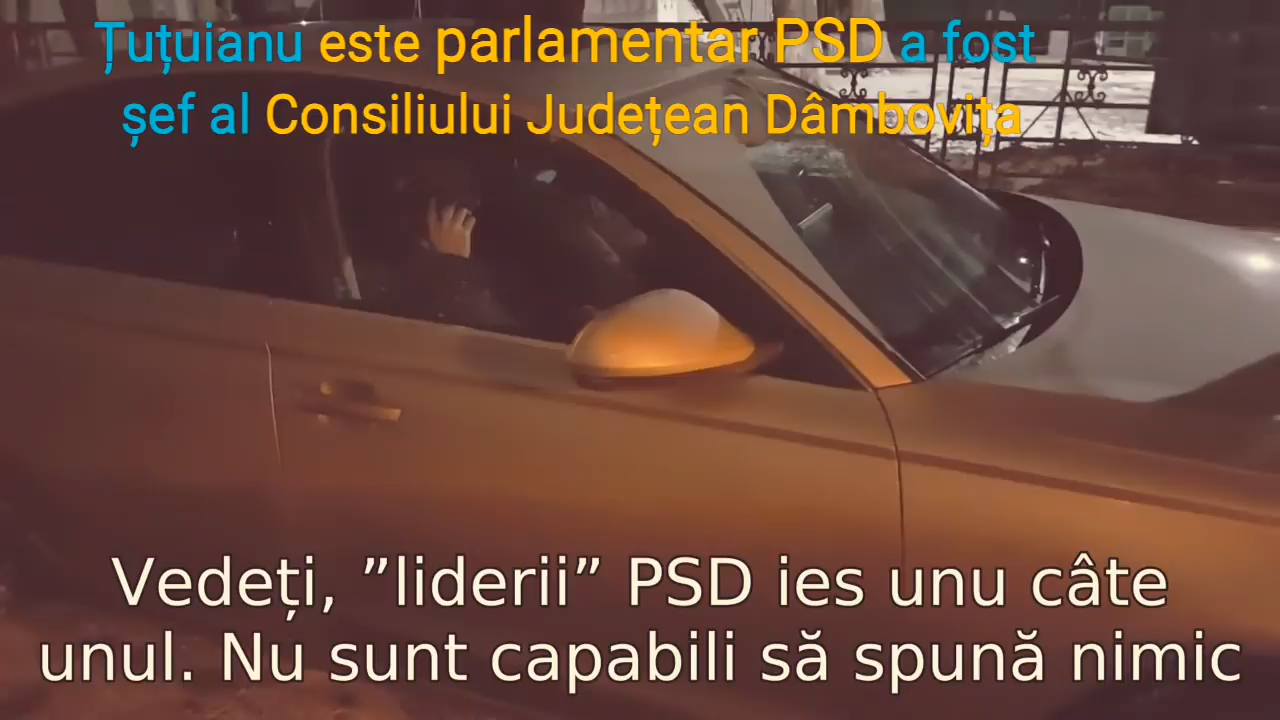 Țuțuianu este parlamentar PSD a fost
șef al Consiliului Județean Dâmbovița
Vedeți, ”liderii” PSD ies unu câte
unul. Nu sunt capabili să spună nimic